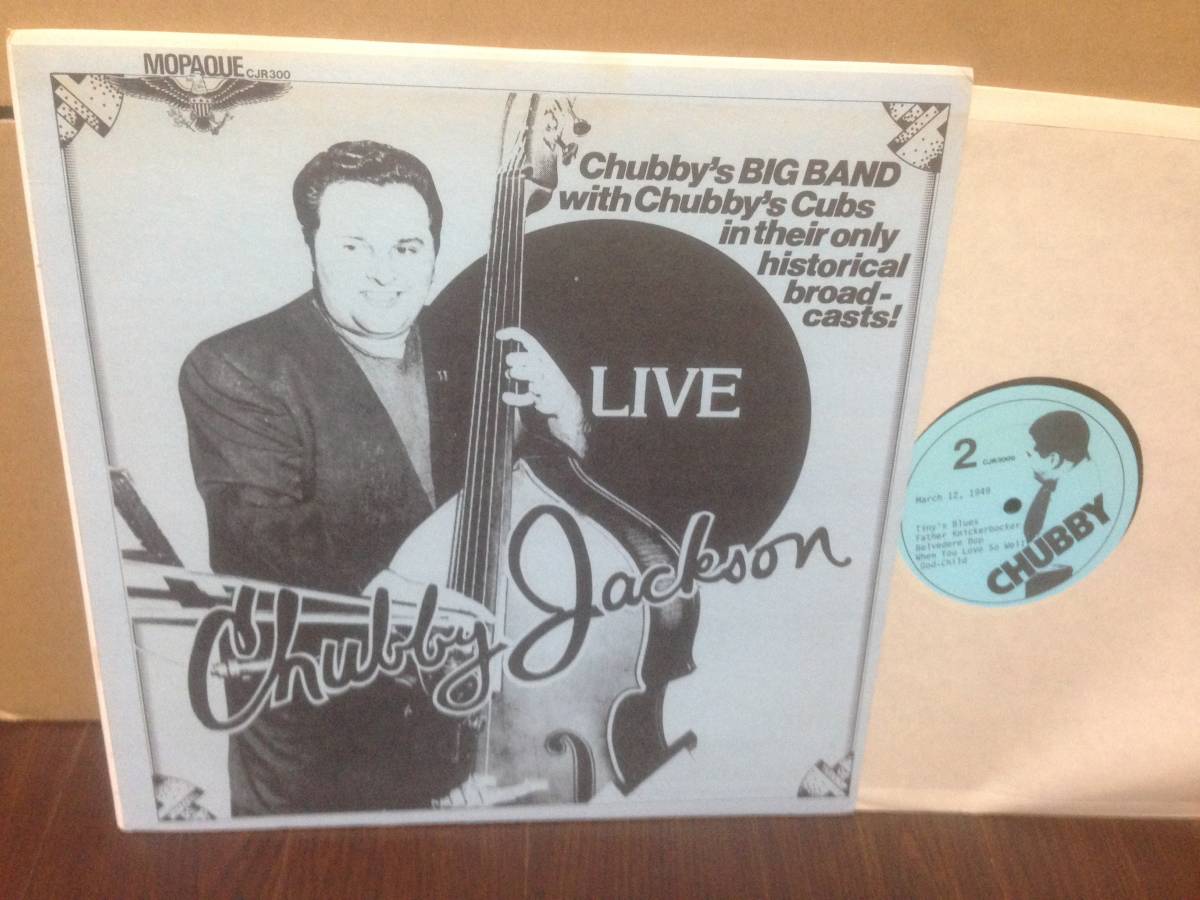 MOPAQUE CJR300
Chubby's BIG BAND
with Chubby's Cubs
in their only
historical
broad-
casts!
LIVE
Chubby Jackson
2 CJR3000
March 12, 1949
Tiny's Blues
Father Knickerbocker
Belvedere Bop
When You Love So Well
God-Child
CHUBBY